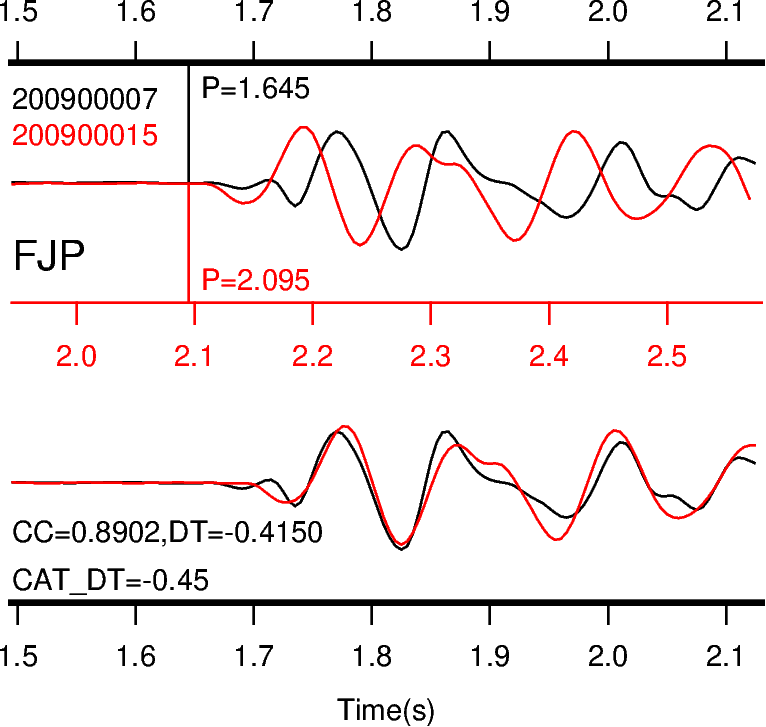 1.5 1.6 1.7 1.8 1.9 2.0 2.1
200900007
P=1.645
200900015
FJP
P=2.095
2.0 2.1 2.2 2.3 2.4 2.5
CC=0.8902,DT=-0.4150
CAT_DT=-0.45
1.5 1.6 1.7 1.8 1.9 2.0 2.1
Time(s)